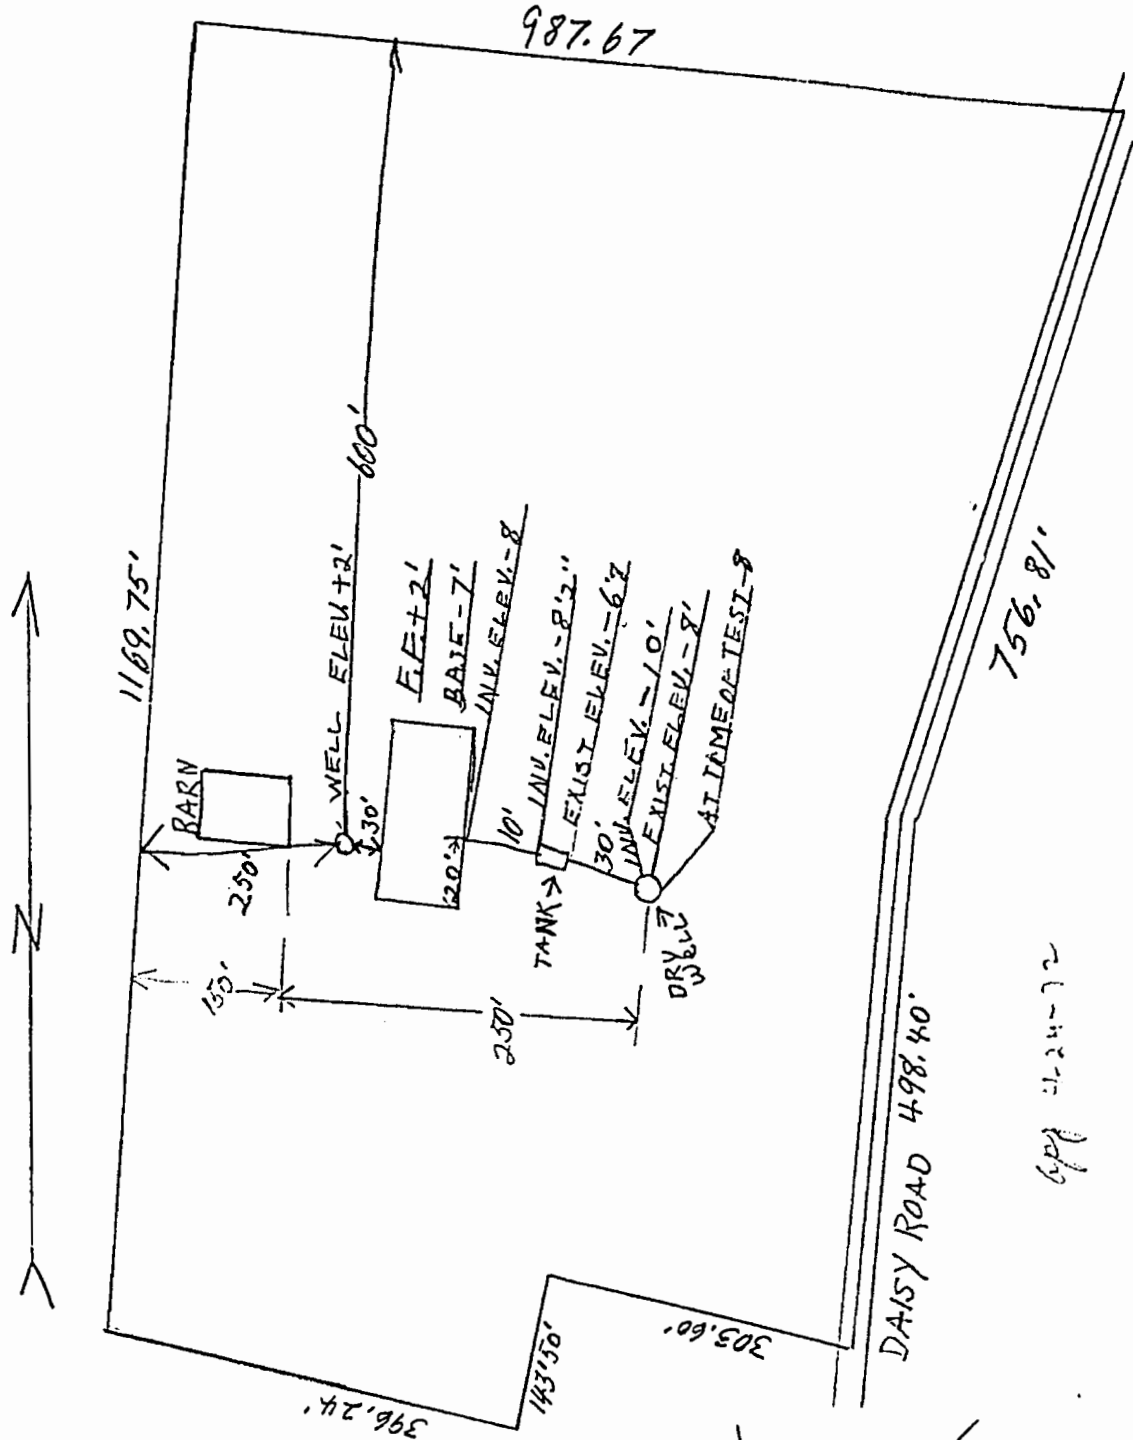 987.67
1169.75'
N
BARN
250'
150'
250'
WELL ELEV. +2'
600'
30'
F.F. + 2'
BASE - 7'
INV. ELEV. - 8
20'
10'
INV. ELEV. - 8'2"
EXIST ELEV. - 6'2
TANK
30'
INV. ELEV. - 10'
EXIST. ELEV. - 8'
AT TIME OF TEST - 8
DRY
WELL
756.81'
DAISY ROAD 498.40'
303.60'
143'50'
396.24'